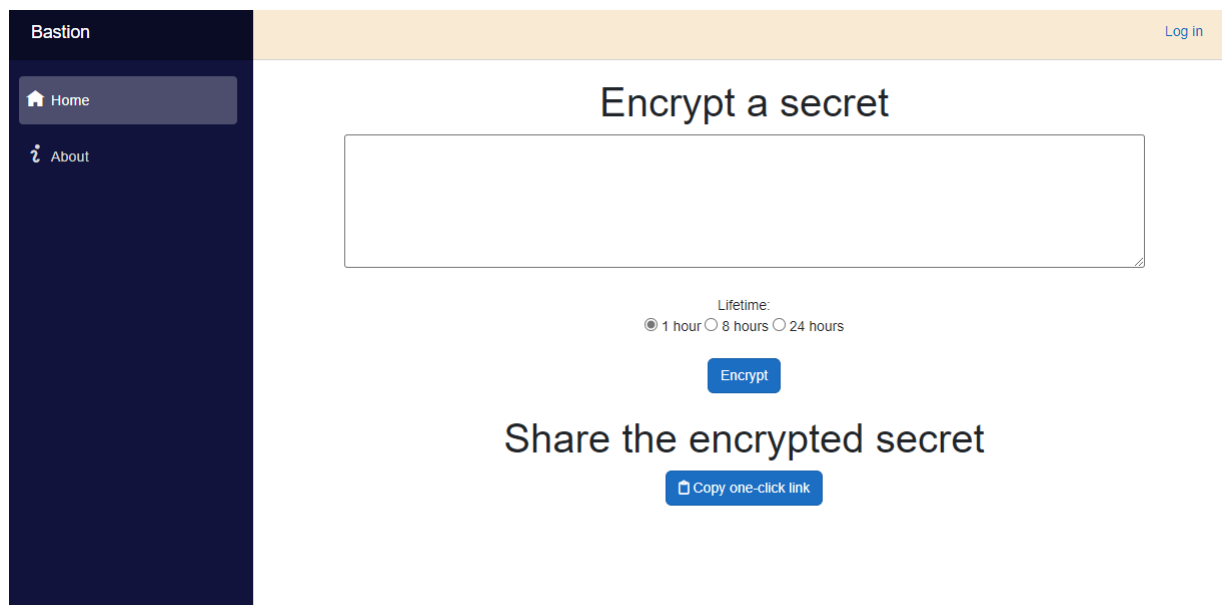 Bastion
Log in
Home
About
Encrypt a secret
Lifetime:
1 hour 8 hours 24 hours
Encrypt
Share the encrypted secret
Copy one-click link